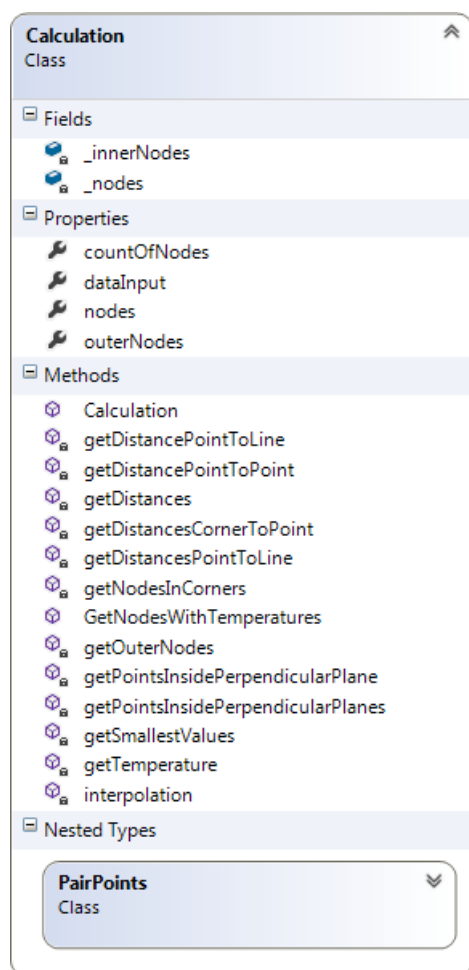 Calculation
Class
Fields
_innerNodes
_nodes
Properties
countOfNodes
dataInput
nodes
outerNodes
Methods
Calculation
getDistancePointToLine
getDistancePointToPoint
getDistances
getDistancesCornerToPoint
getDistancesPointToLine
getNodesInCorners
GetNodesWithTemperatures
getOuterNodes
getPointsInsidePerpendicularPlane
getPointsInsidePerpendicularPlanes
getSmallestValues
getTemperature
interpolation
Nested Types
PairPoints
Class